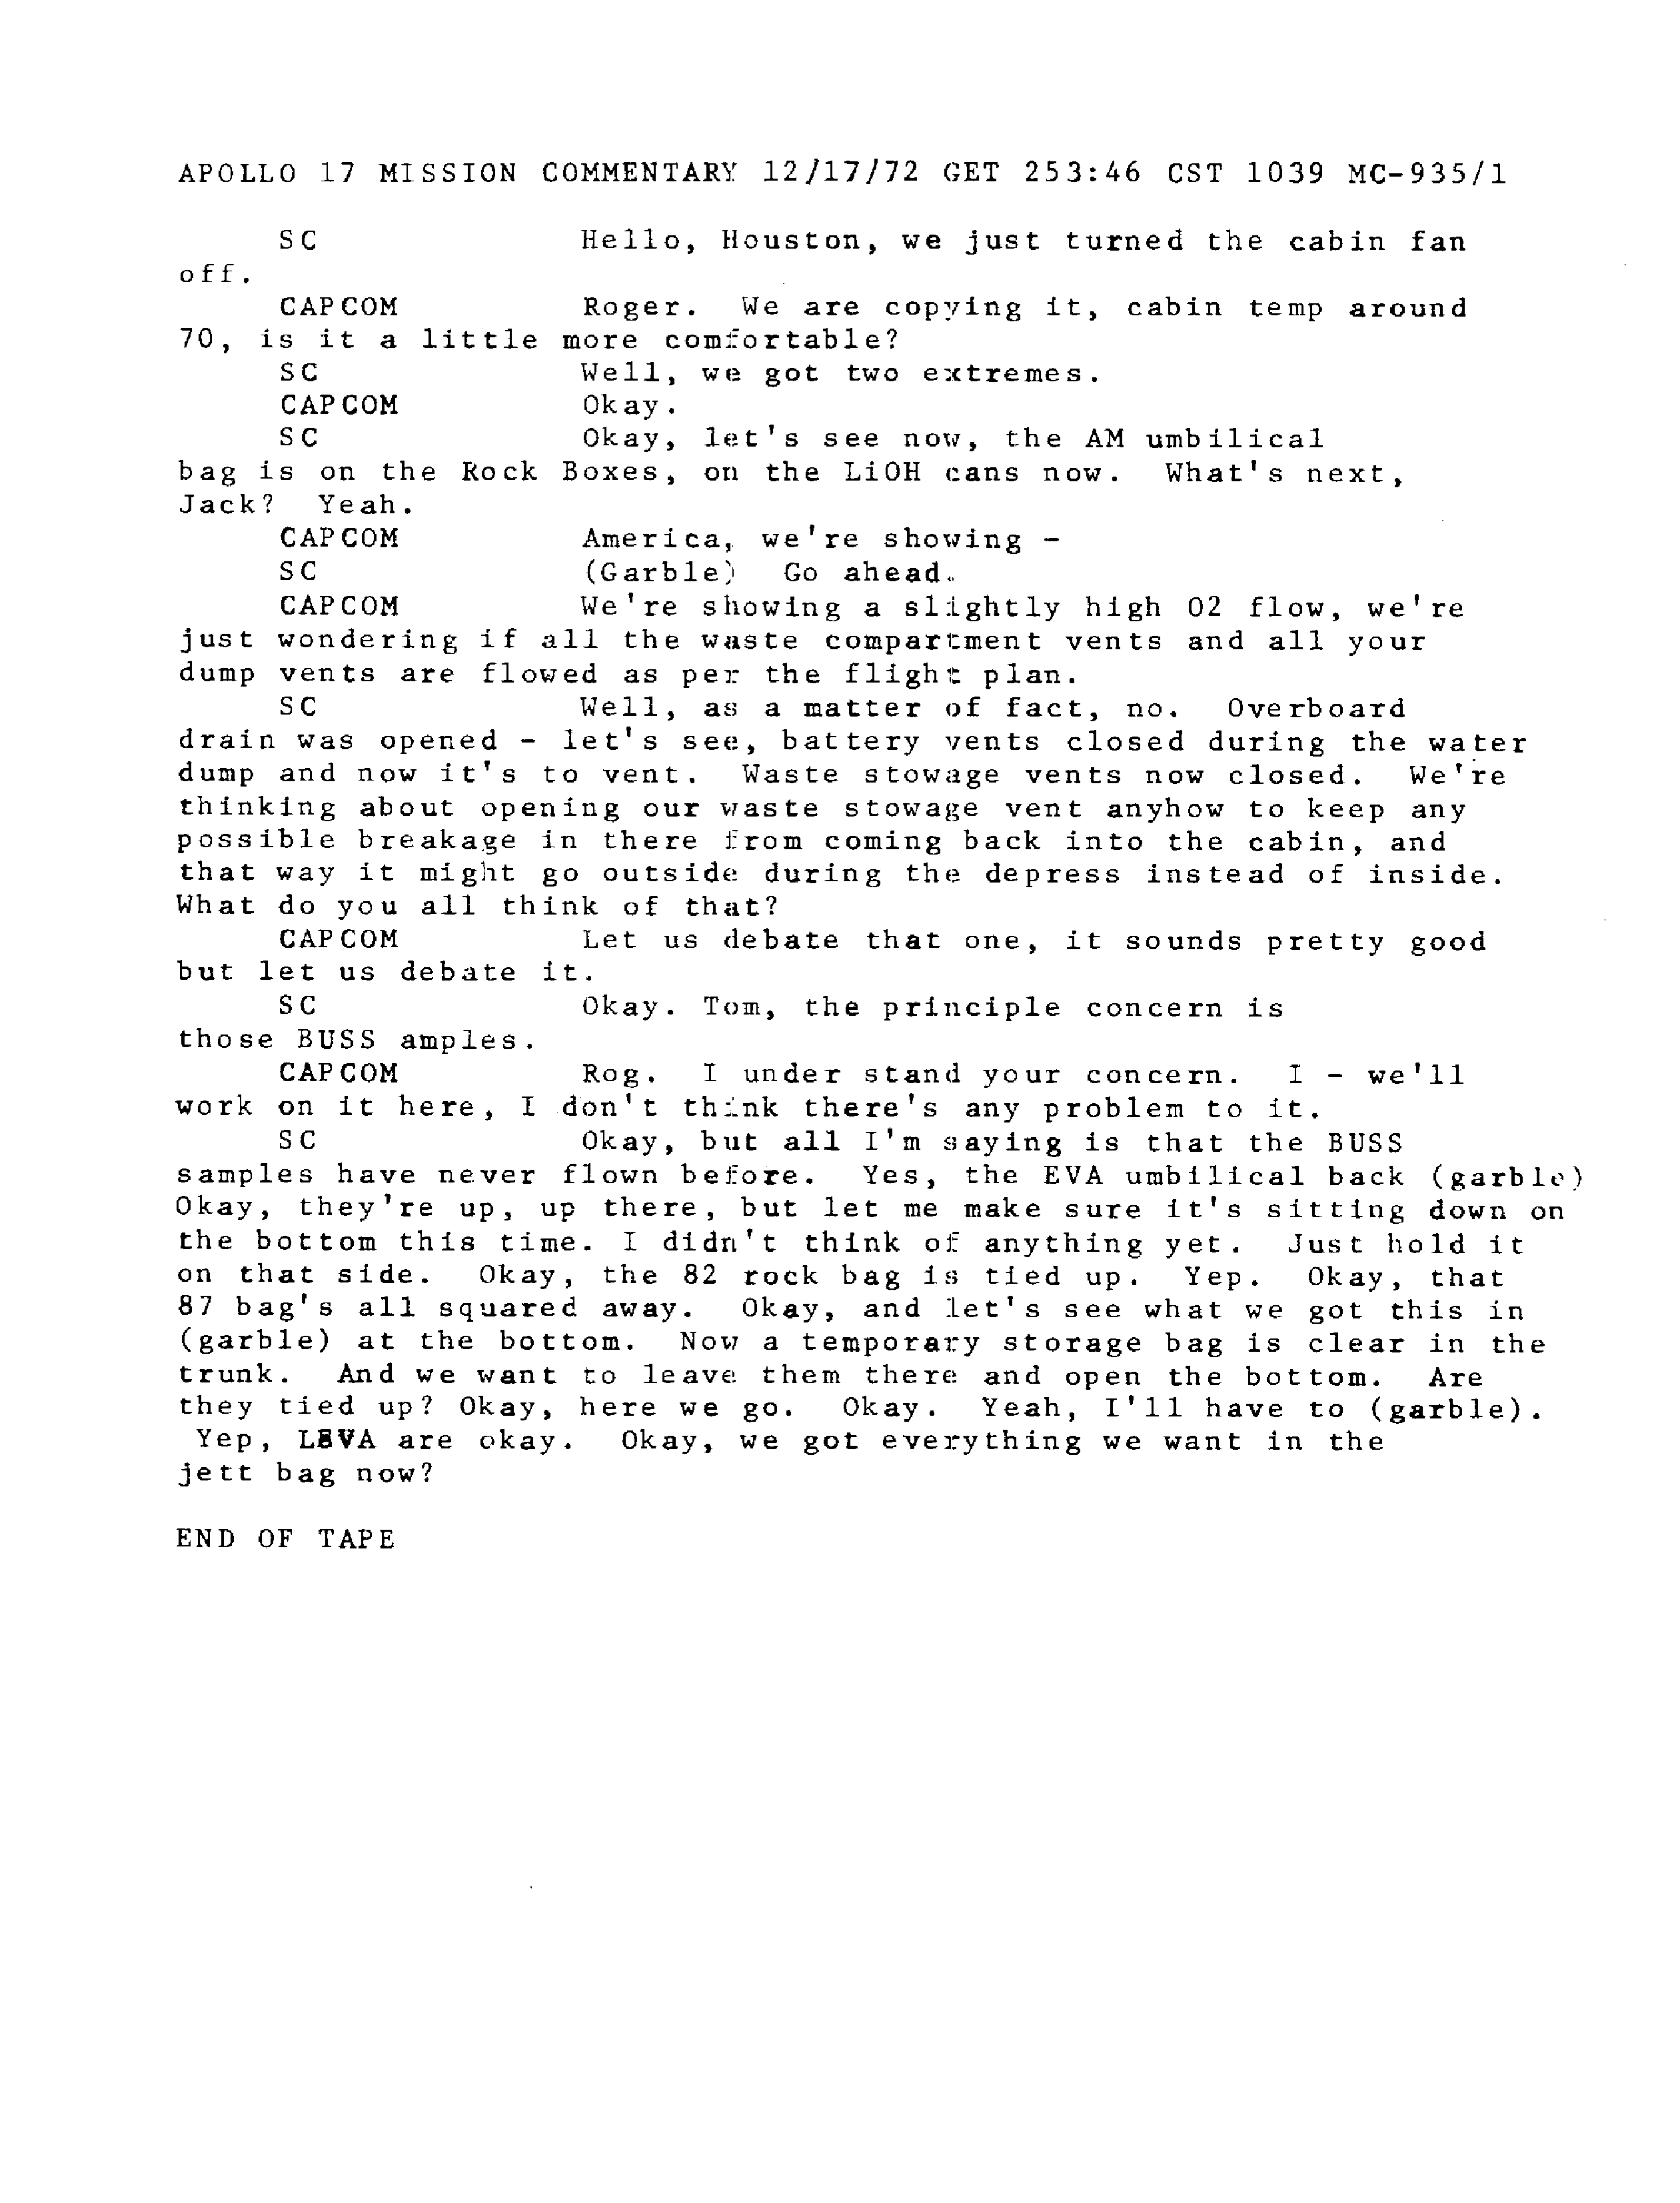 APOLLO 17 MISSION COMMENTARY 12/17/72 GET 253:46 CST 1039 MC-935/1
SC Hello, Houston, we just turned the cabin fan
off.
CAPCOM Roger. We are copying it, cabin temp around
70, is it a little more comfortable?
SC Well, we got two extremes.
CAPCOM Okay.
SC Okay, let's see now, the AM umbilical
bag is on the Rock Boxes, on the LiOH cans now. What's next,
Jack? Yeah.
CAPCOM America, we're showing -
SC (Garble) Go ahead.
CAPCOM We're showing a slightly high O2 flow, we're
just wondering if all the waste compartment vents and all your
dump vents are flowed as per the flight plan.
SC Well, as a matter of fact, no. Overboard
drain was opened - let's see, battery vents closed during the water
dump and now it's to vent. Waste stowage vents now closed. We're
thinking about opening our waste stowage vent anyhow to keep any
possible breakage in there from coming back into the cabin, and
that way it might go outside during the depress instead of inside.
What do you all think of that?
CAPCOM Let us debate that one, it sounds pretty good
but let us debate it.
SC Okay. Tom, the principle concern is
those BUSS amples.
CAPCOM Rog. I under stand your concern. I - we'll
work on it here, I don't think there's any problem to it.
SC Okay, but all I'm saying is that the BUSS
samples have never flown before. Yes, the EVA umbilical back (garble)
Okay, they're up, up there, but let me make sure it's sitting down on
the bottom this time. I didn't think of anything yet. Just hold it
on that side. Okay, the 82 rock bag is tied up. Yep. Okay, that
87 bag's all squared away. Okay, and let's see what we got this in
(garble) at the bottom. Now a temporary storage bag is clear in the
trunk. And we want to leave them there and open the bottom. Are
they tied up? Okay, here we go. Okay. Yeah, I'll have to (garble).
Yep, LEVA are okay. Okay, we got everything we want in the
jett bag now?
END OF TAPE